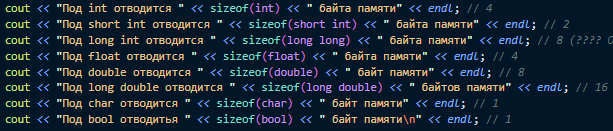 cout << "Под int отводится " << sizeof(int) << " байта памяти" << endl; // 4
cout << "Под short int отводится " << sizeof(short int) << " байта памяти" << endl; // 2
cout << "Под long int отводится " << sizeof(long long) << " байта памяти" << endl; // 8 (????
cout << "Под float отводится " << sizeof(float) << " байта памяти" << endl; // 4
cout << "Под double отводится " << sizeof(double) << " байт памяти" << endl; // 8
cout << "Под long double отводится " << sizeof(long double) << " байтов памяти" << endl; // 16
cout << "Под char отводится " << sizeof(char) << " байт памяти" << endl; // 1
cout << "Под bool отводитья " << sizeof(bool) << " байт памяти\n" << endl; // 1